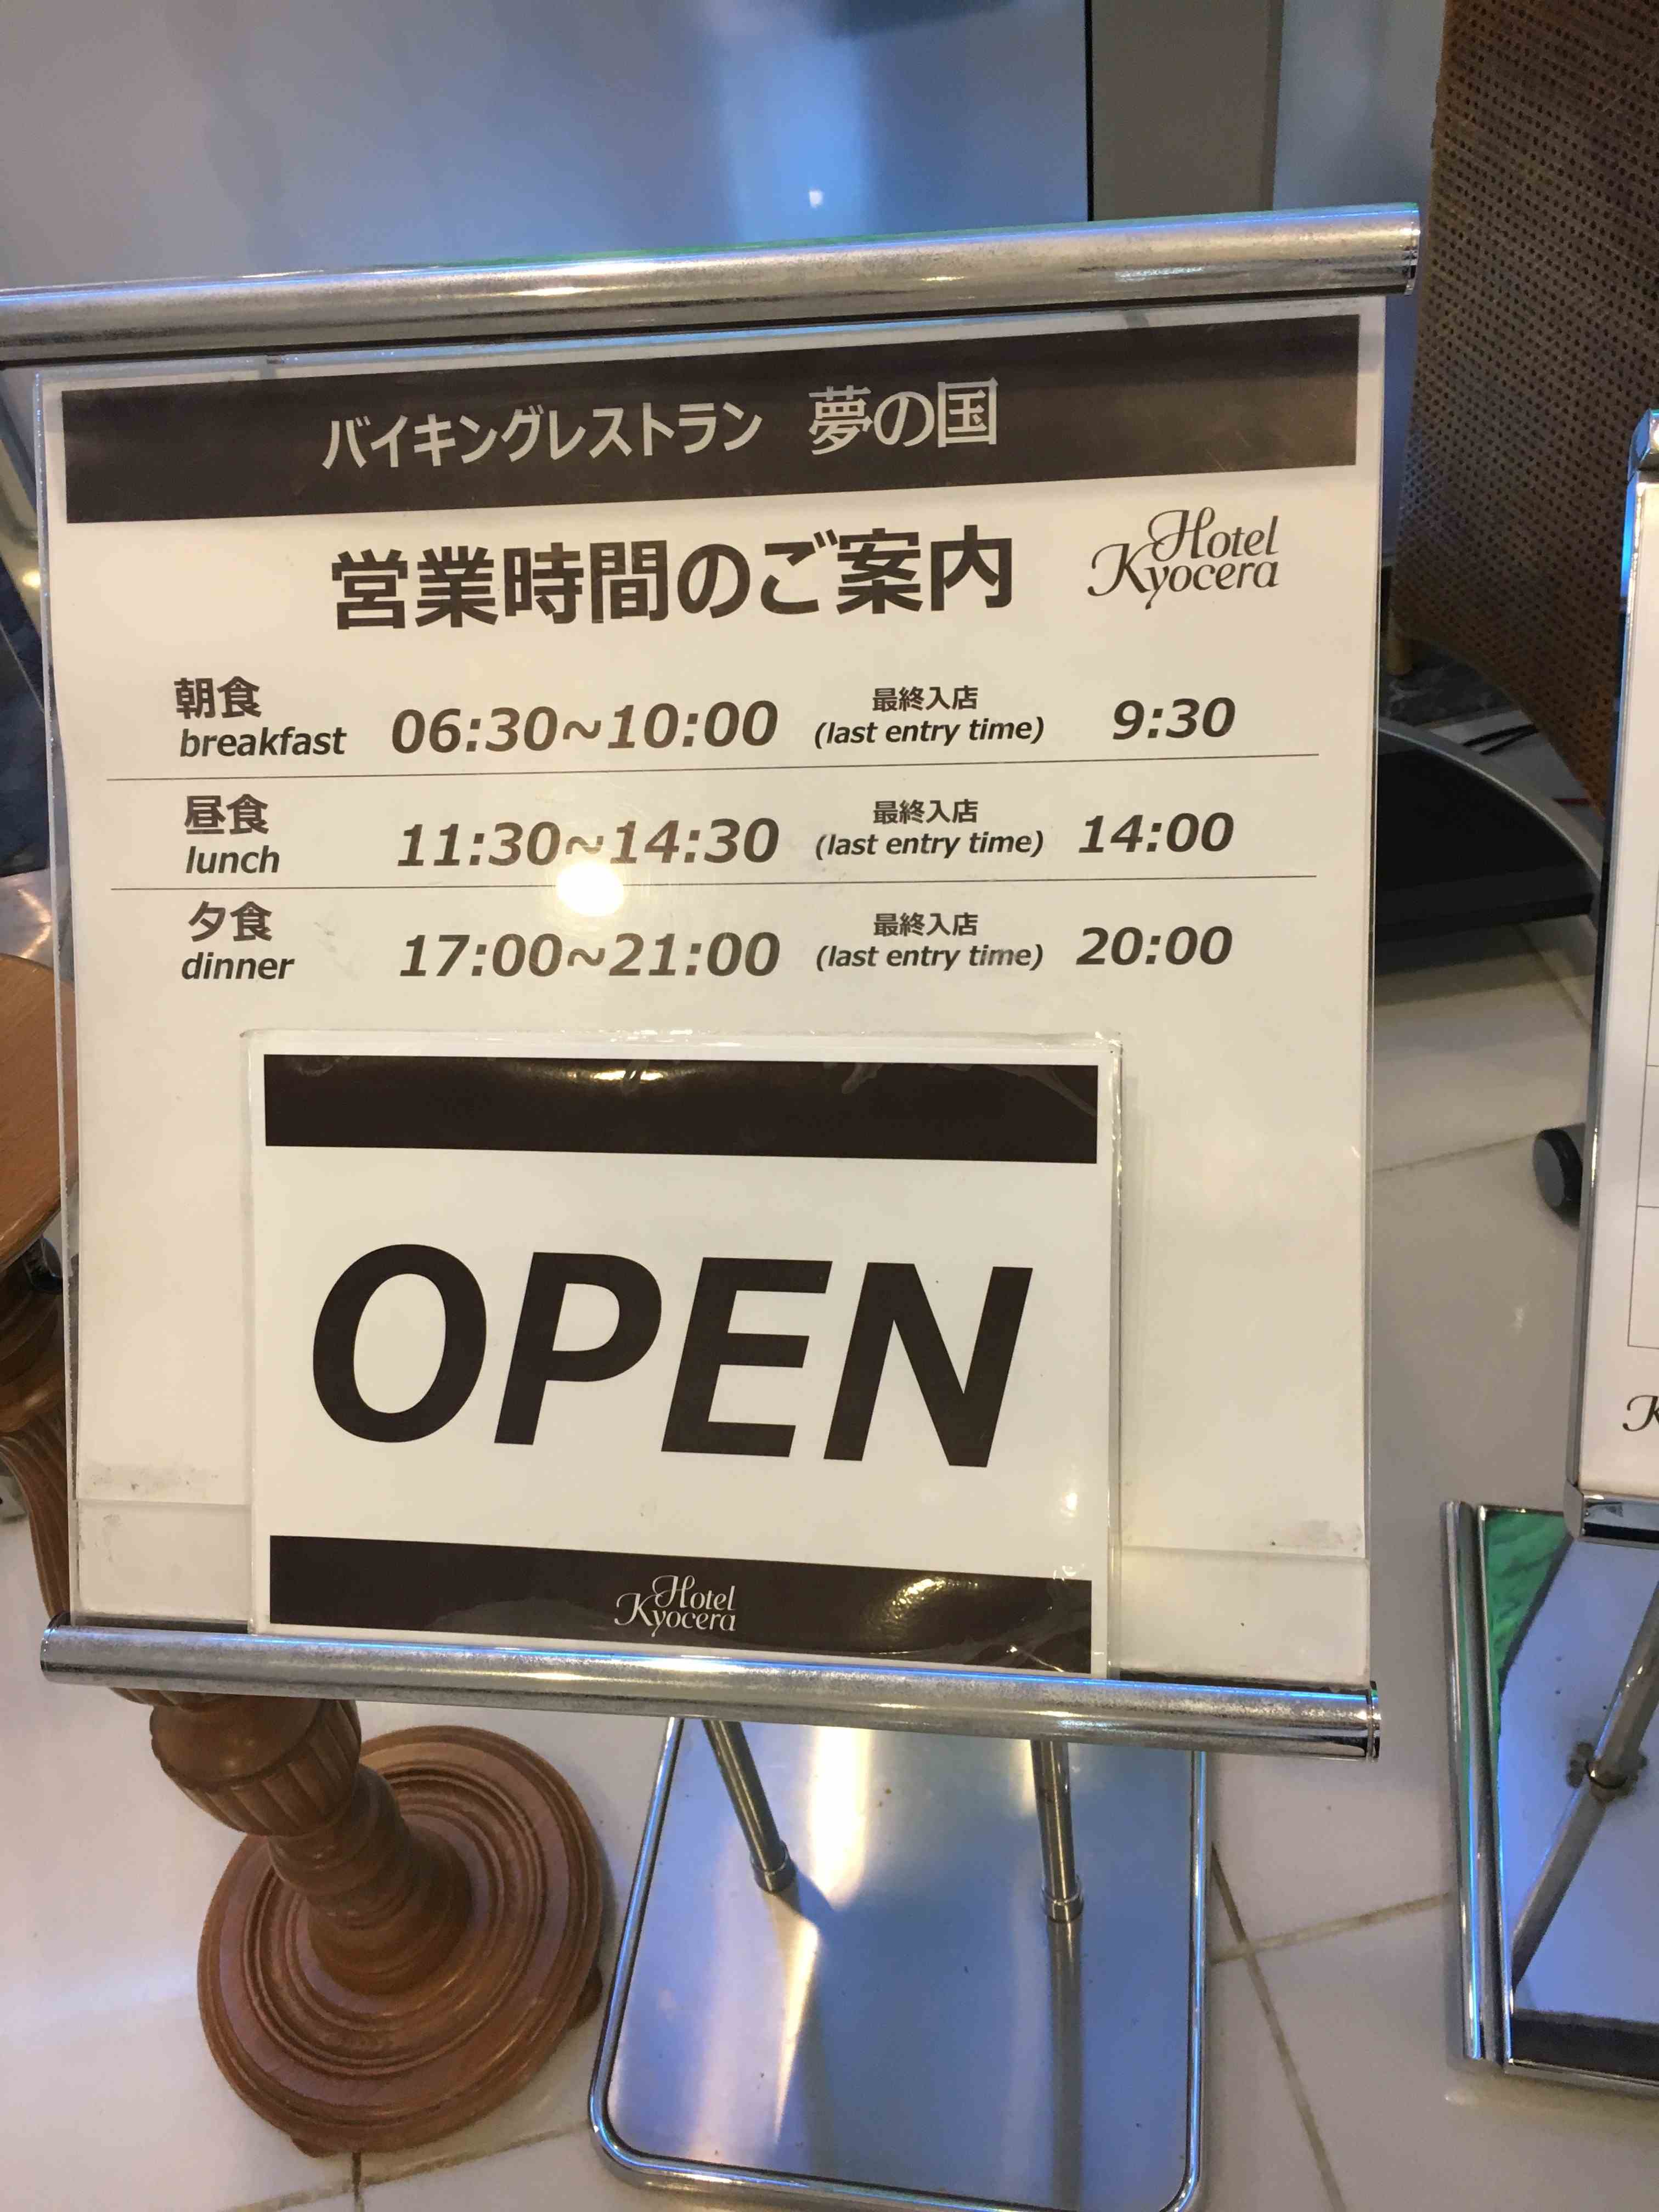 バイキングレストラン 夢の国
営業時間のご案内
Hotel
Kyocera
朝食
breakfast
06:30~10:00
最終入店
(last entry time)
9:30
昼食
lunch
11:30~14:30
最終入店
(last entry time)
14:00
夕食
dinner
17:00~21:00
最終入店
(last entry time)
20:00
OPEN
Hotel
Kyocera